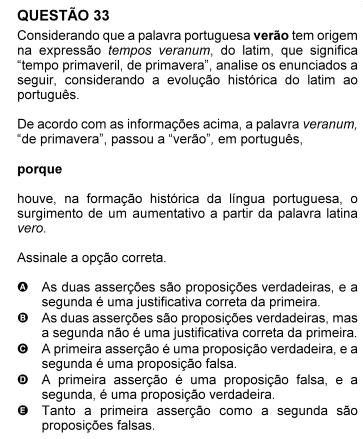 QUESTÃO 33
Considerando que a palavra portuguesa verão tem origem
na expressão tempos veranum, do latim, que significa
“tempo primaveril, de primavera”, analise os enunciados a
seguir, considerando a evolução histórica do latim ao
português.
De acordo com as informações acima, a palavra veranum,
“de primavera”, passou a “verão”, em português,
porque
houve, na formação histórica da língua portuguesa, o
surgimento de um aumentativo a partir da palavra latina
vero.
Assinale a opção correta.
A As duas asserções são proposições verdadeiras, e a
segunda é uma justificativa correta da primeira.
B As duas asserções são proposições verdadeiras, mas
a segunda não é uma justificativa correta da primeira.
C A primeira asserção é uma proposição verdadeira, e a
segunda é uma proposição falsa.
D A primeira asserção é uma proposição falsa, e a
segunda, é uma proposição verdadeira.
E Tanto a primeira asserção como a segunda são
proposições falsas.